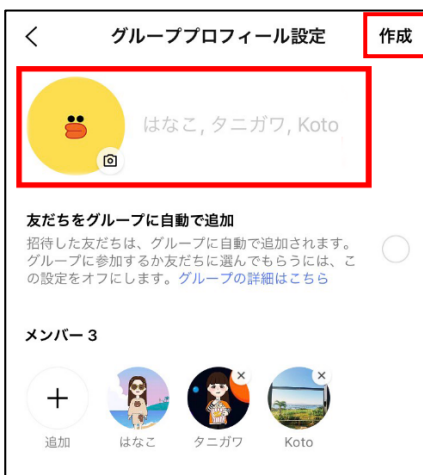 グループプロフィール設定 作成
はなこ, タニガワ, Koto
友だちをグループに自動で追加
招待した友だちは、グループに自動で追加されます。
グループに参加するか友だちに選んでもらうには、こ
の設定をオフにします。グループの詳細はこちら
メンバー 3
追加 はなこ タニガワ Koto